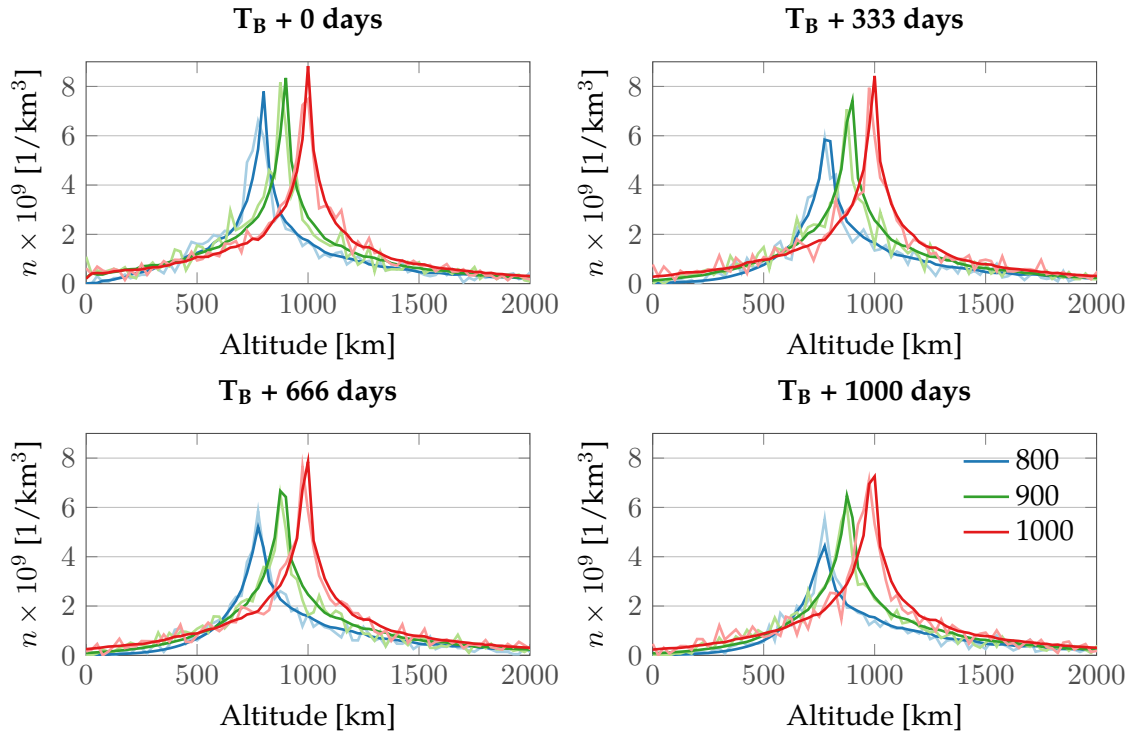 T_B + 0 days
T_B + 333 days
n × 10^9 [1/km^3]
8
6
4
2
0
0 500 1000 1500 2000
Altitude [km]
n × 10^9 [1/km^3]
8
6
4
2
0
0 500 1000 1500 2000
Altitude [km]
T_B + 666 days
T_B + 1000 days
n × 10^9 [1/km^3]
8
6
4
2
0
0 500 1000 1500 2000
Altitude [km]
n × 10^9 [1/km^3]
8
6
4
2
0
800
900
1000
0 500 1000 1500 2000
Altitude [km]